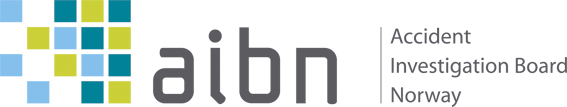 aibn
Accident
Investigation Board
Norway